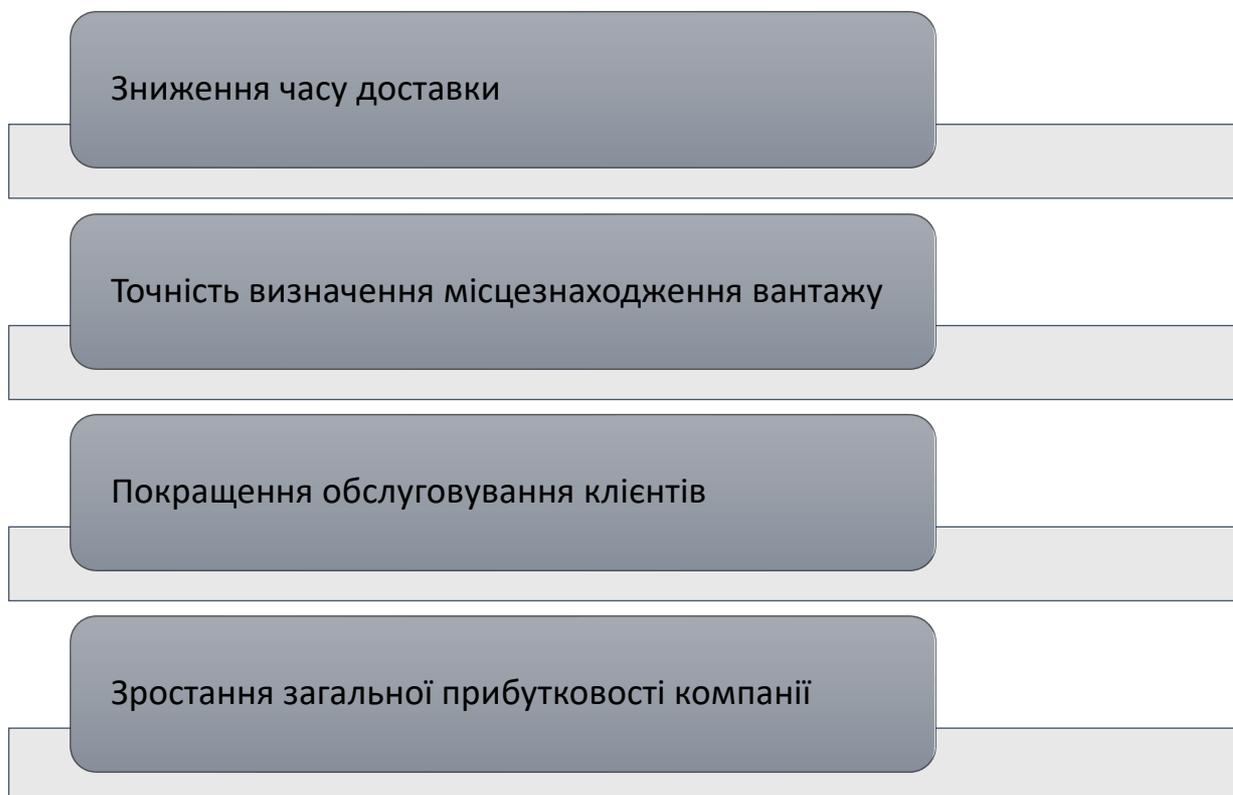 Зниження часу доставки
Точність визначення місцезнаходження вантажу
Покращення обслуговування клієнтів
Зростання загальної прибутковості компанії